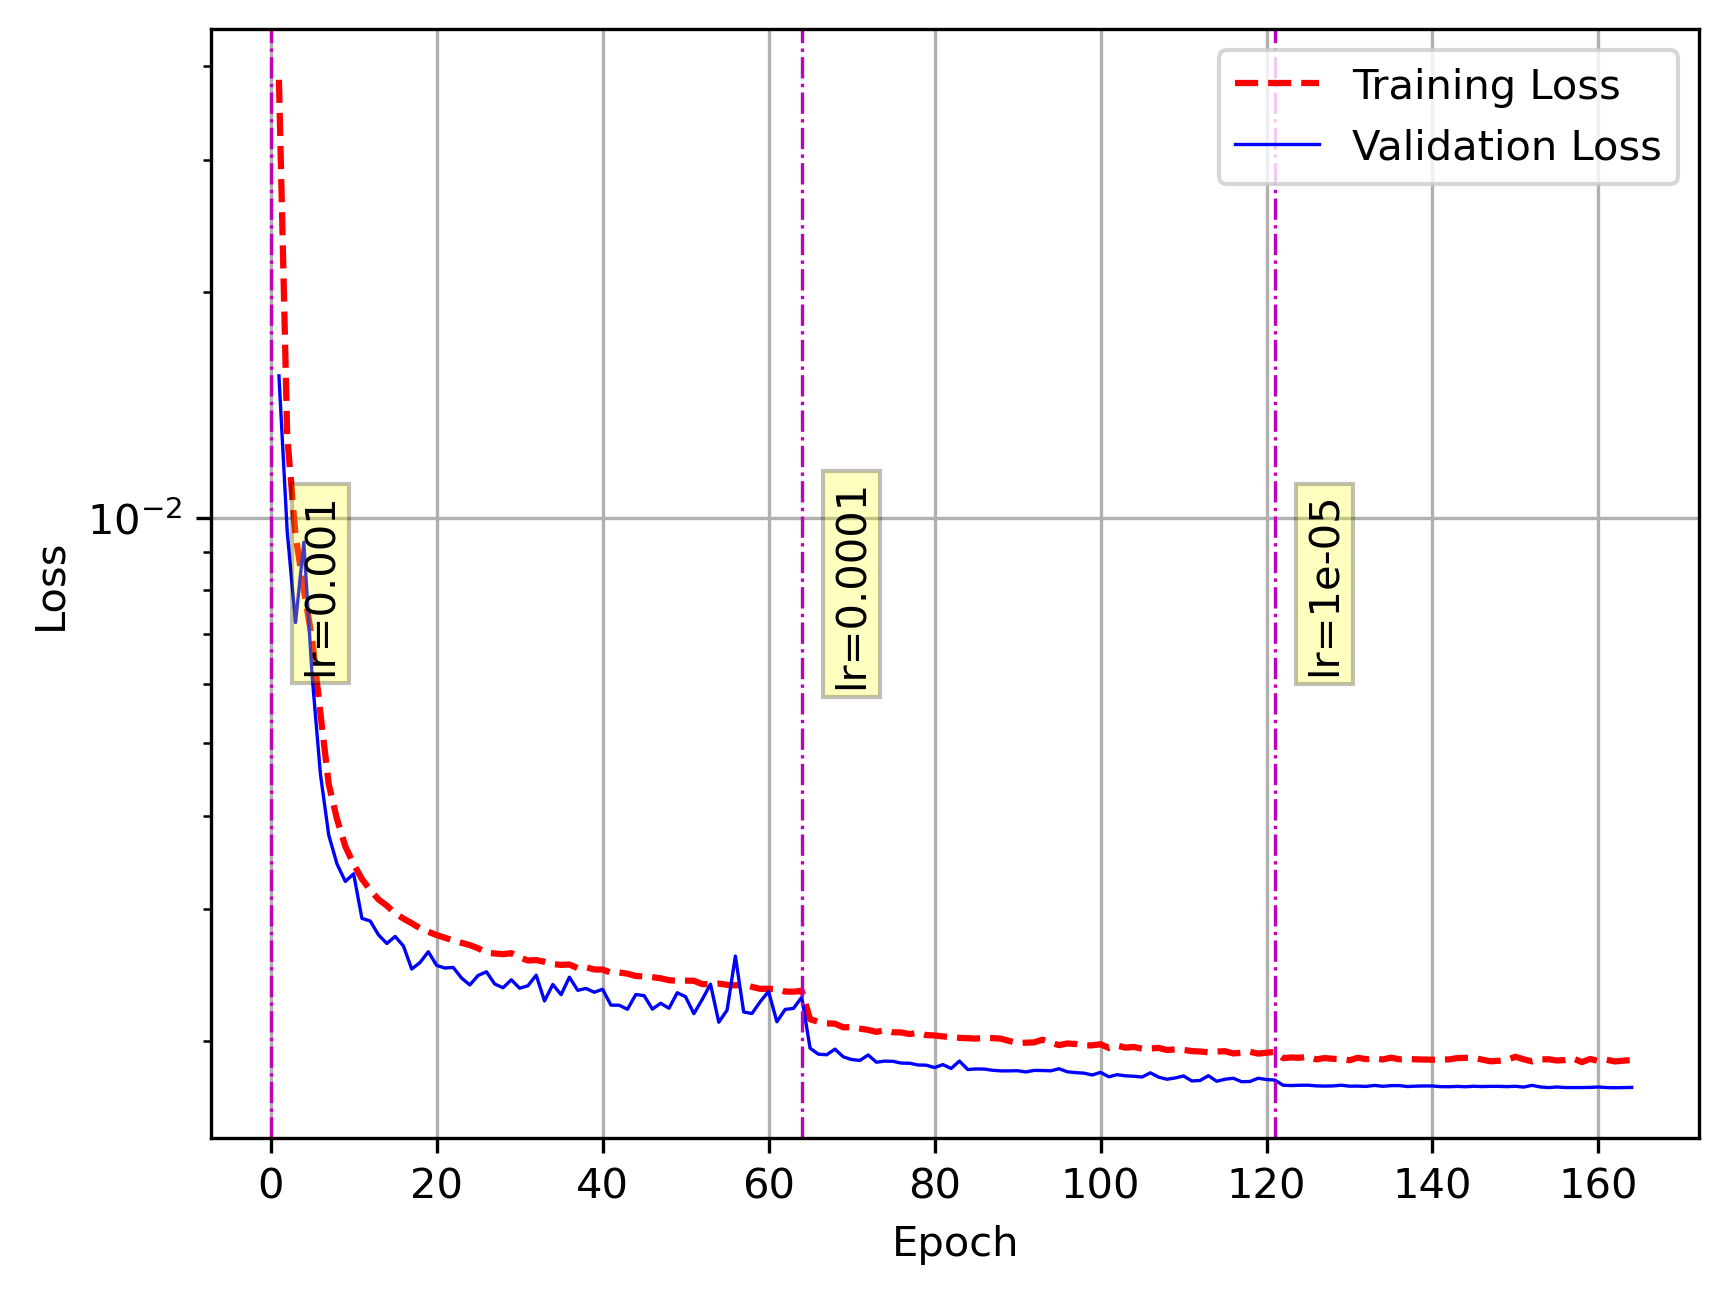 Training Loss
Validation Loss
10⁻²
Loss
lr=0.001
lr=0.0001
lr=1e-05
0 20 40 60 80 100 120 140 160
Epoch